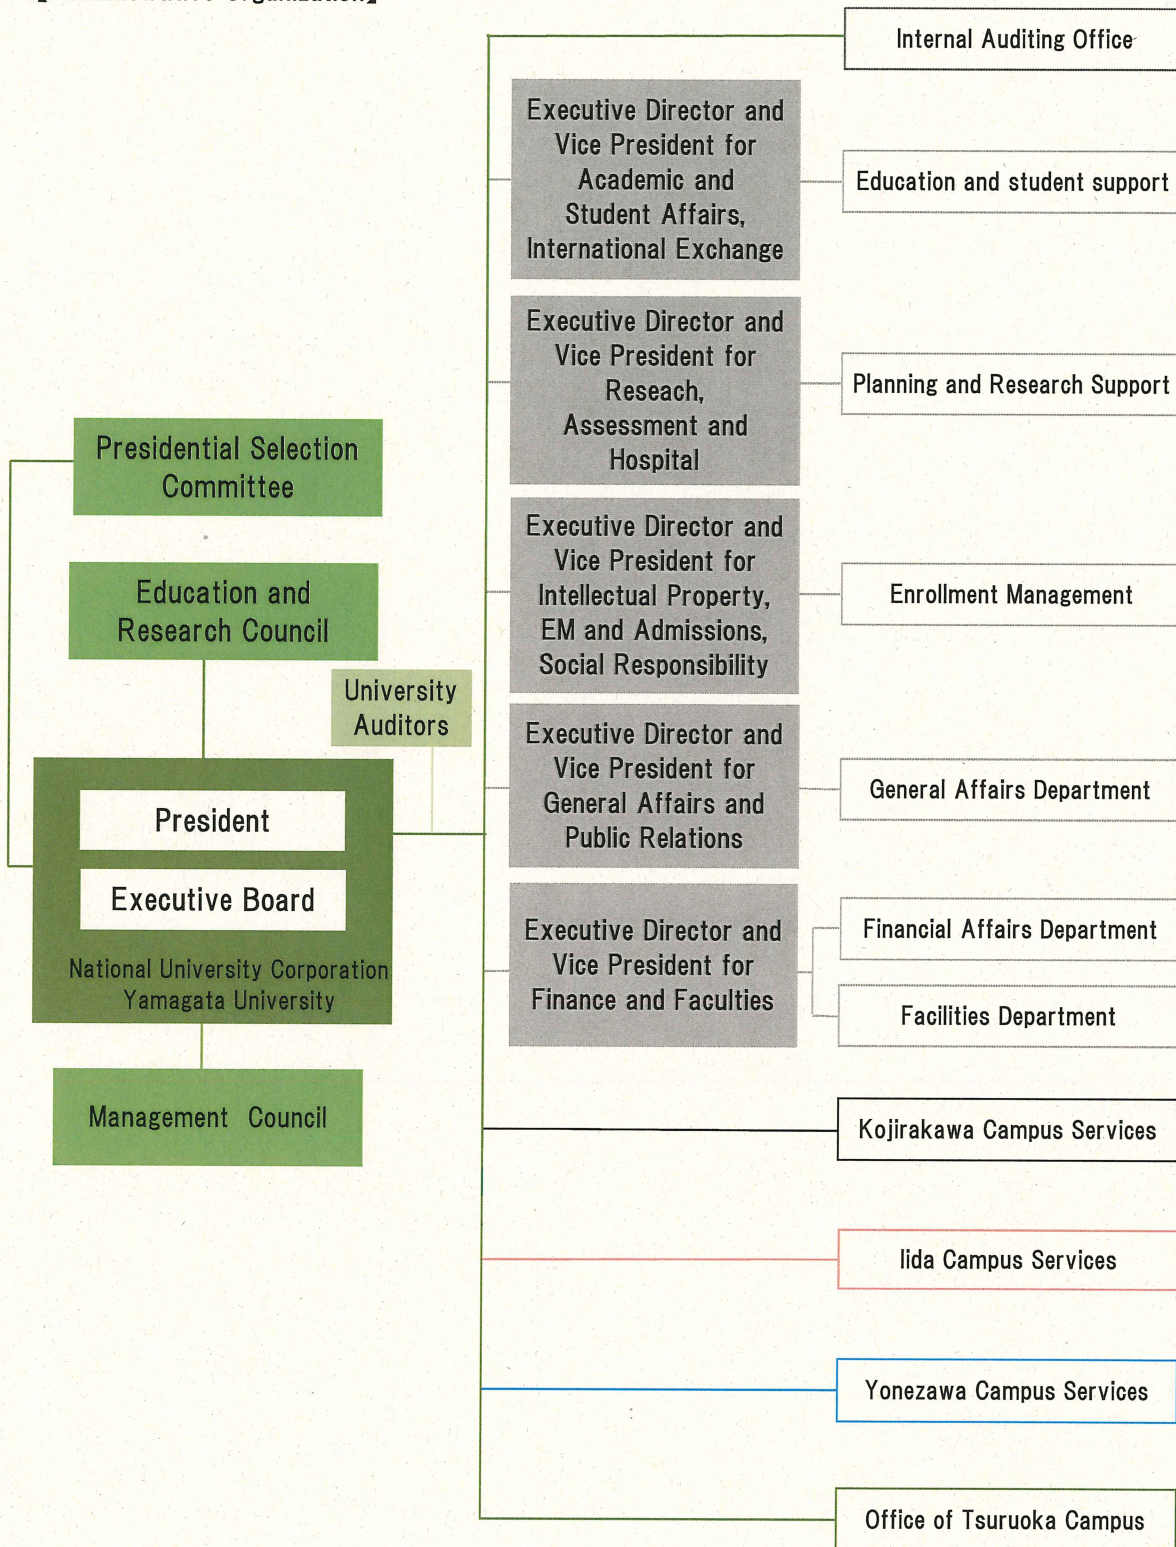 Internal Auditing Office
Executive Director and
Vice President for
Academic and
Student Affairs,
International Exchange
Education and student support
Executive Director and
Vice President for
Reseach,
Assessment and
Hospital
Planning and Research Support
Presidential Selection
Committee
Education and
Research Council
University
Auditors
Executive Director and
Vice President for
Intellectual Property,
EM and Admissions,
Social Responsibility
Enrollment Management
President
Executive Board
National University Corporation
Yamagata University
Executive Director and
Vice President for
General Affairs and
Public Relations
General Affairs Department
Executive Director and
Vice President for
Finance and Faculties
Financial Affairs Department
Facilities Department
Management Council
Kojirakawa Campus Services
Iida Campus Services
Yonezawa Campus Services
Office of Tsuruoka Campus